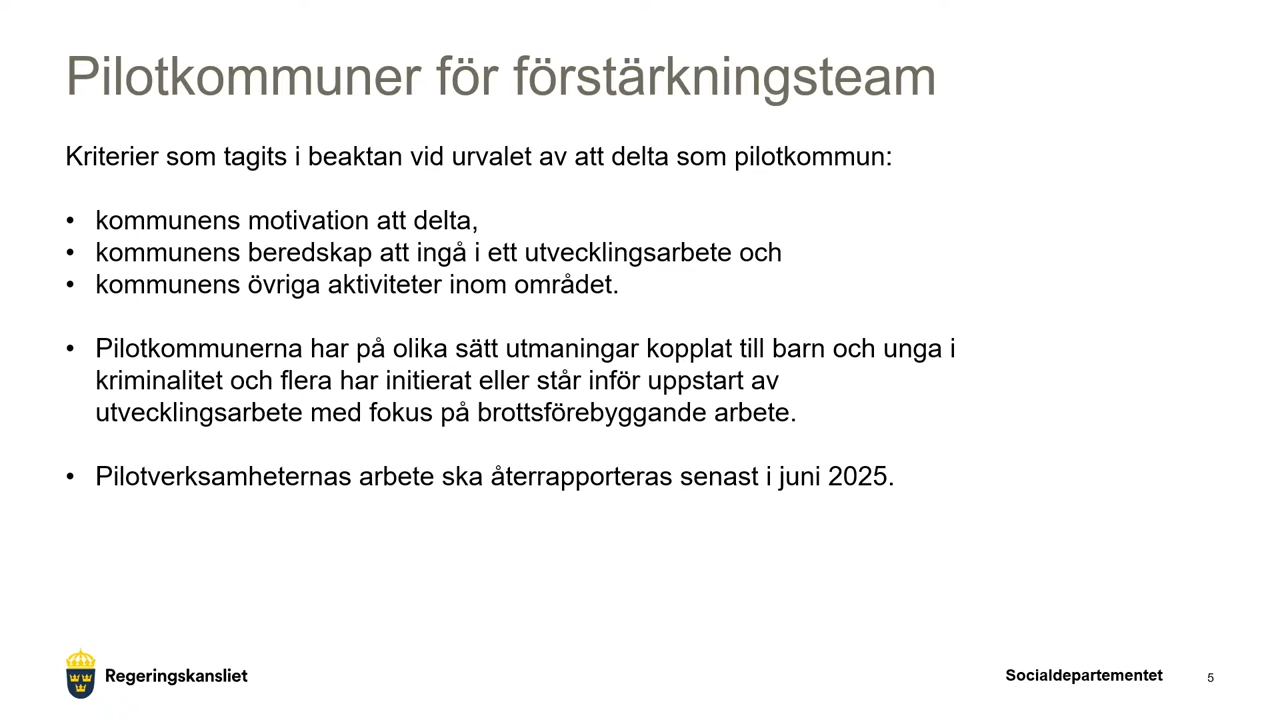 Pilotkommuner för förstärkningsteam
Kriterier som tagits i beaktan vid urvalet av att delta som pilotkommun:
• kommunens motivation att delta,
• kommunens beredskap att ingå i ett utvecklingsarbete och
• kommunens övriga aktiviteter inom området.
• Pilotkommunerna har på olika sätt utmaningar kopplat till barn och unga i
kriminalitet och flera har initierat eller står inför uppstart av
utvecklingsarbete med fokus på brottsförebyggande arbete.
• Pilotverksamheternas arbete ska återrapporteras senast i juni 2025.
Regeringskansliet
Socialdepartementet
5